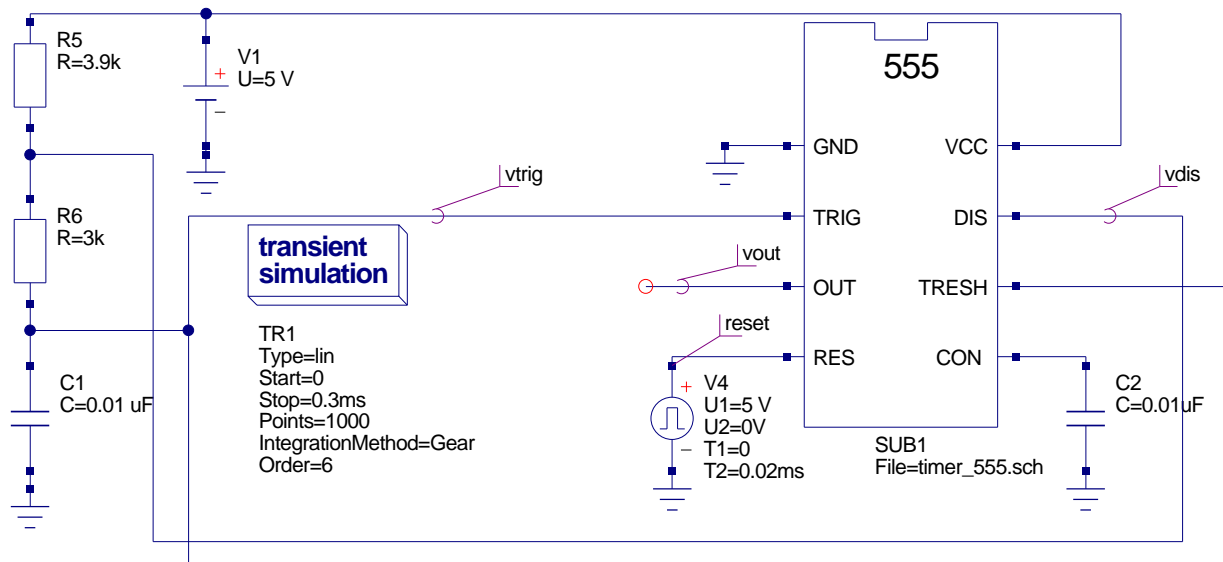 R5
R=3.9k
V1
U=5 V
+
–
555
GND
VCC
vtrig
vdis
R6
R=3k
TRIG
DIS
transient
simulation
vout
OUT
TRESH
TR1
Type=lin
Start=0
Stop=0.3ms
Points=1000
IntegrationMethod=Gear
Order=6
reset
RES
CON
C1
C=0.01 uF
+
–
V4
U1=5 V
U2=0V
T1=0
T2=0.02ms
C2
C=0.01uF
SUB1
File=timer_555.sch